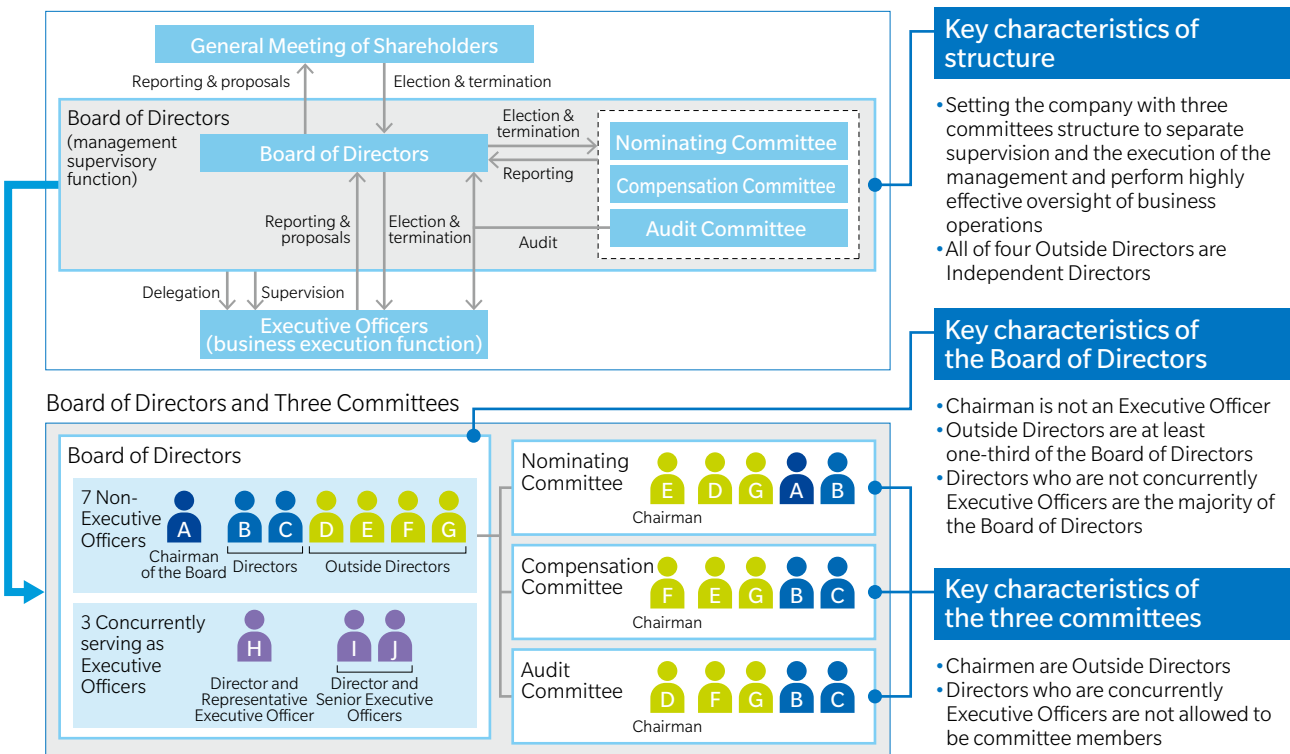 General Meeting of Shareholders
Reporting & proposals
Election & termination
Board of Directors
(management
supervisory
function)
Board of Directors
Election &
termination
Reporting
Nominating Committee
Compensation Committee
Audit Committee
Reporting &
proposals
Election &
termination
Audit
Delegation
Supervision
Executive Officers
(business execution function)
Key characteristics of
structure
•Setting the company with three
committees structure to separate
supervision and the execution of the
management and perform highly
effective oversight of business
operations
•All of four Outside Directors are
Independent Directors
Key characteristics of
the Board of Directors
•Chairman is not an Executive Officer
•Outside Directors are at least
one-third of the Board of Directors
•Directors who are not concurrently
Executive Officers are the majority of
the Board of Directors
Key characteristics of
the three committees
•Chairmen are Outside Directors
•Directors who are concurrently
Executive Officers are not allowed to
be committee members
Board of Directors and Three Committees
Board of Directors
7 Non-
Executive
Officers
A B C D E F G
Chairman
of the Board
Directors
Outside Directors
3 Concurrently
serving as
Executive
Officers
H I J
Director and
Representative
Executive Officer
Director and
Senior Executive
Officers
Nominating
Committee
E D G A B
Chairman
Compensation
Committee
F E G B C
Chairman
Audit
Committee
D F G B C
Chairman